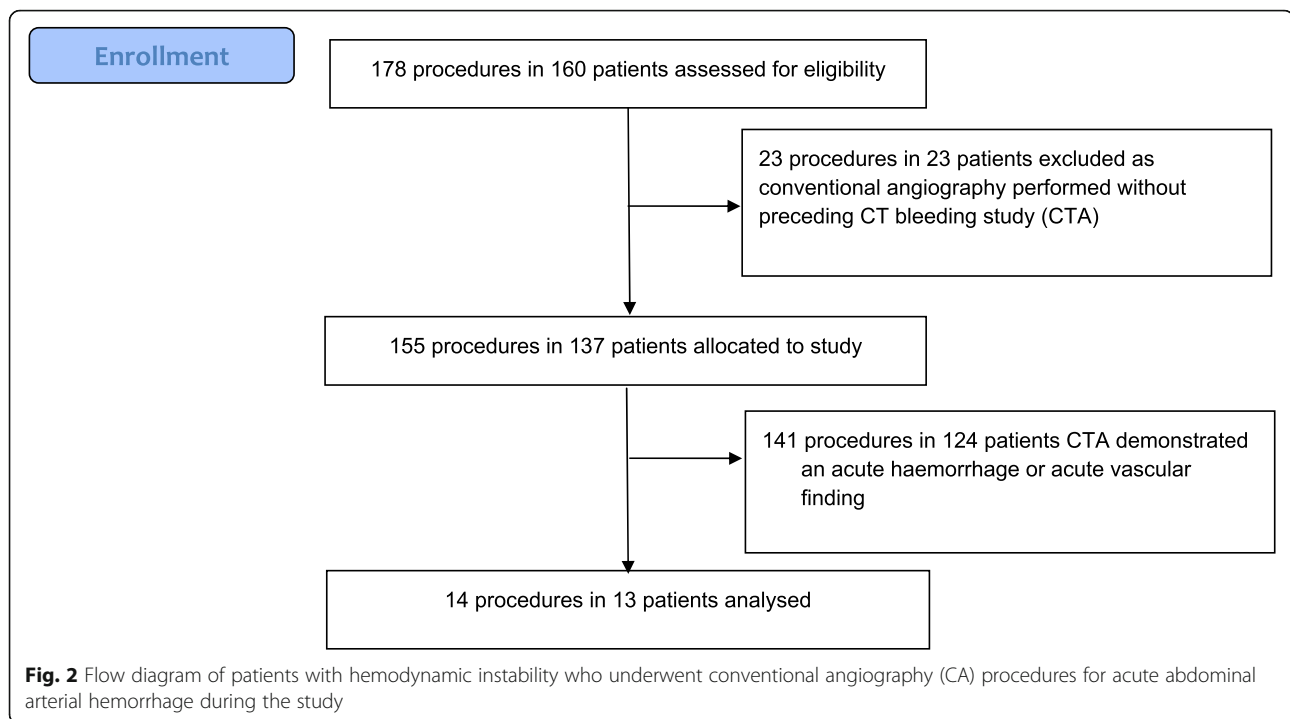 Enrollment
178 procedures in 160 patients assessed for eligibility
23 procedures in 23 patients excluded as
conventional angiography performed without
preceding CT bleeding study (CTA)
155 procedures in 137 patients allocated to study
141 procedures in 124 patients CTA demonstrated
an acute haemorrhage or acute vascular
finding
14 procedures in 13 patients analysed
Fig. 2 Flow diagram of patients with hemodynamic instability who underwent conventional angiography (CA) procedures for acute abdominal
arterial hemorrhage during the study